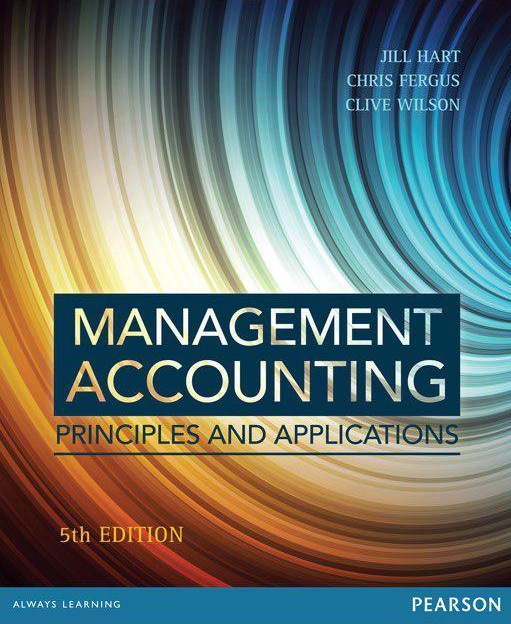 JILL HART
CHRIS FERGUS
CLIVE WILSON
MANAGEMENT
ACCOUNTING
PRINCIPLES AND APPLICATIONS
5th EDITION
ALWAYS LEARNING
PEARSON